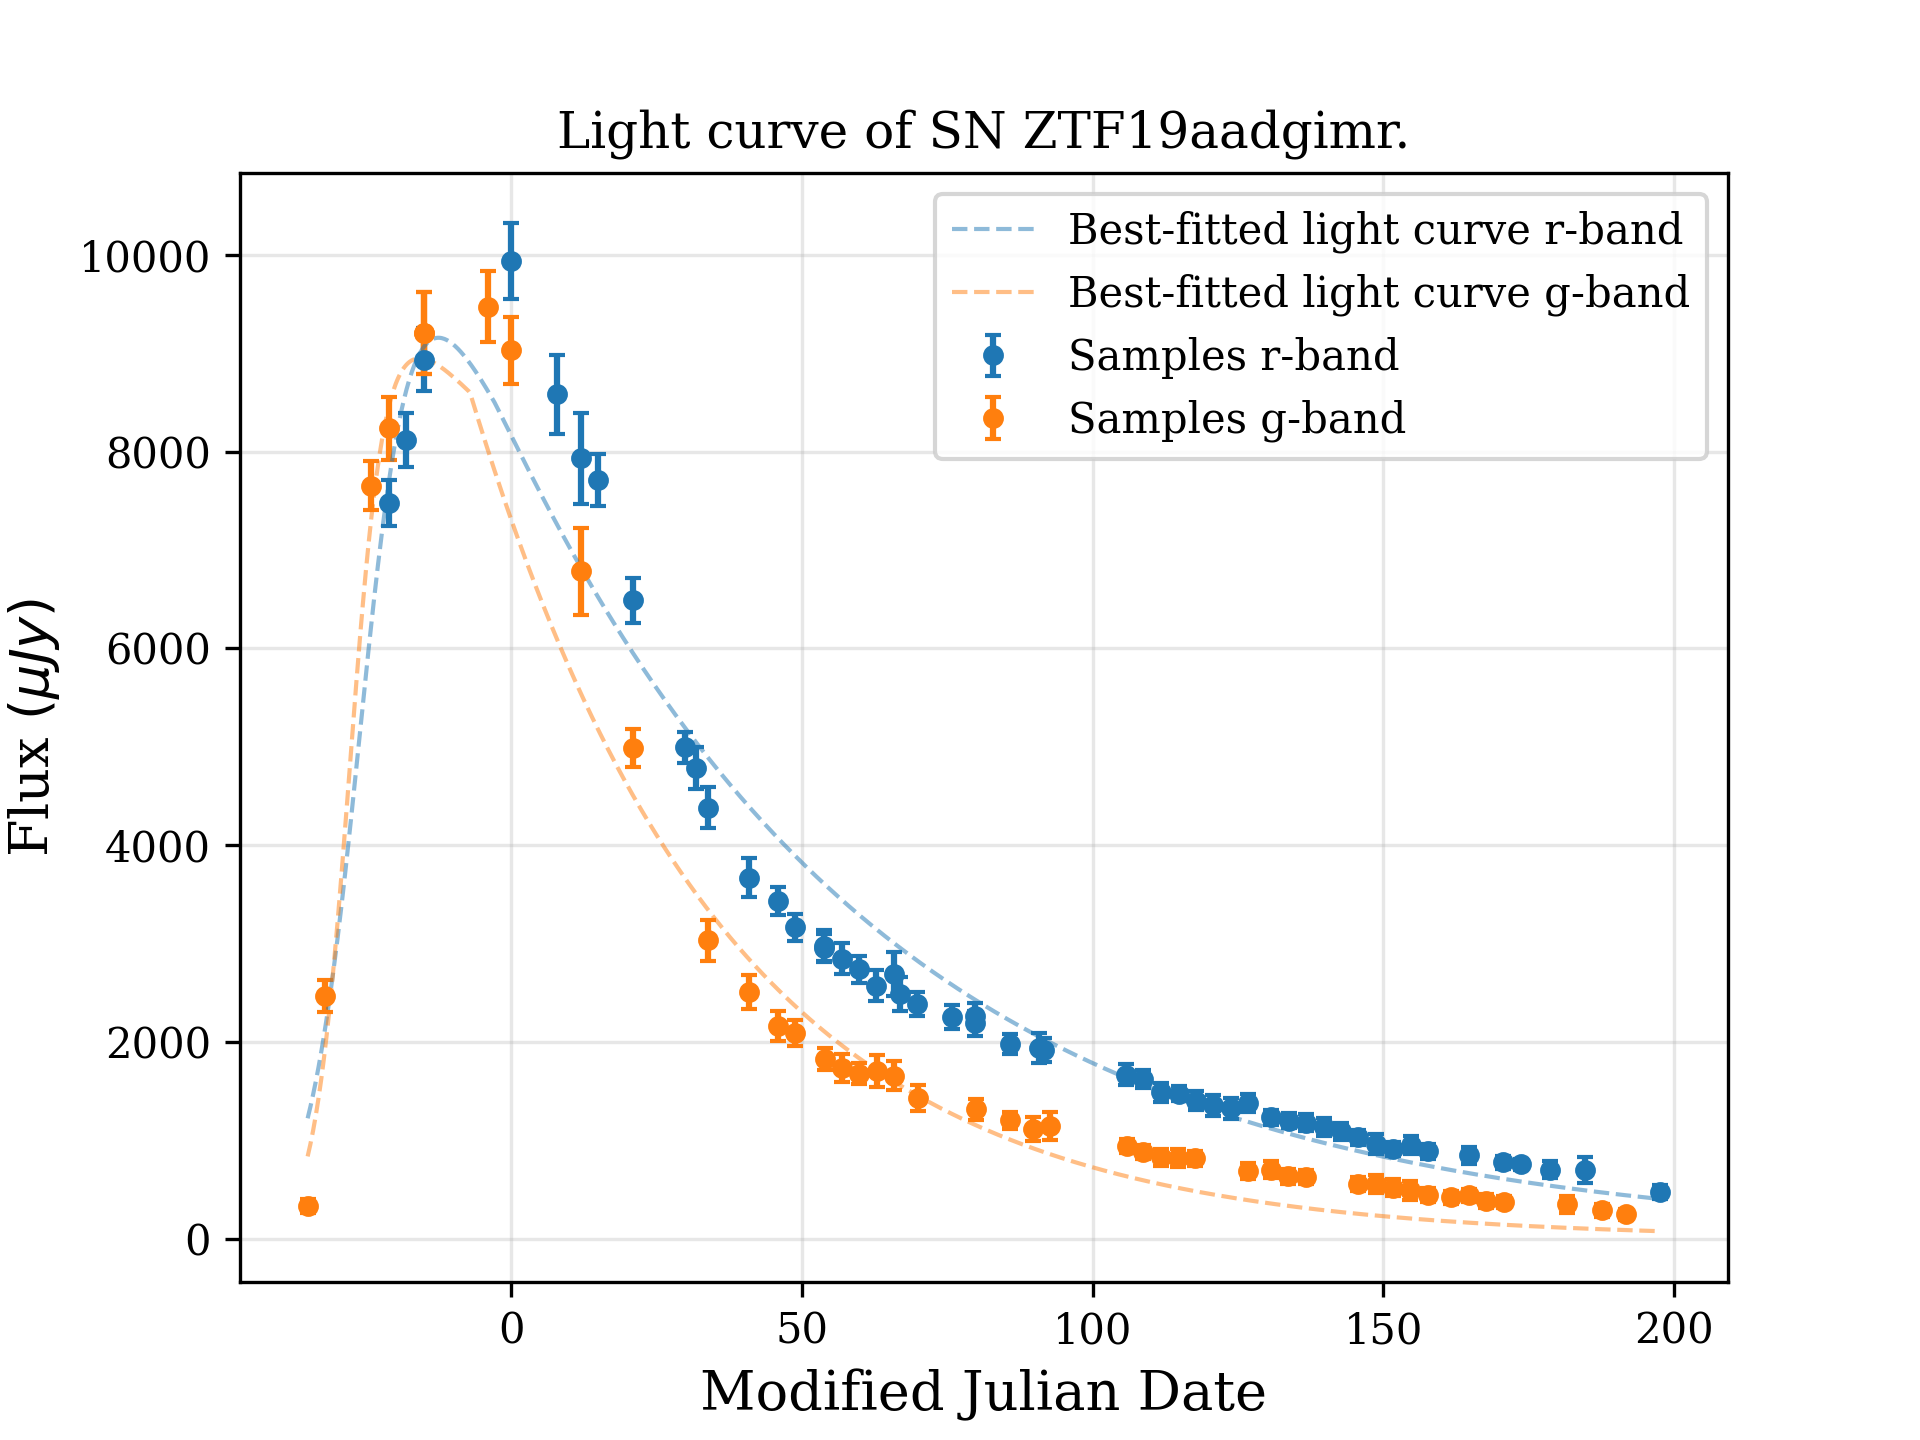 Light curve of SN ZTF19aadgimr.
Best-fitted light curve r-band
Best-fitted light curve g-band
Samples r-band
Samples g-band
10000
8000
6000
4000
2000
0
Flux (μJy)
0 50 100 150 200
Modified Julian Date